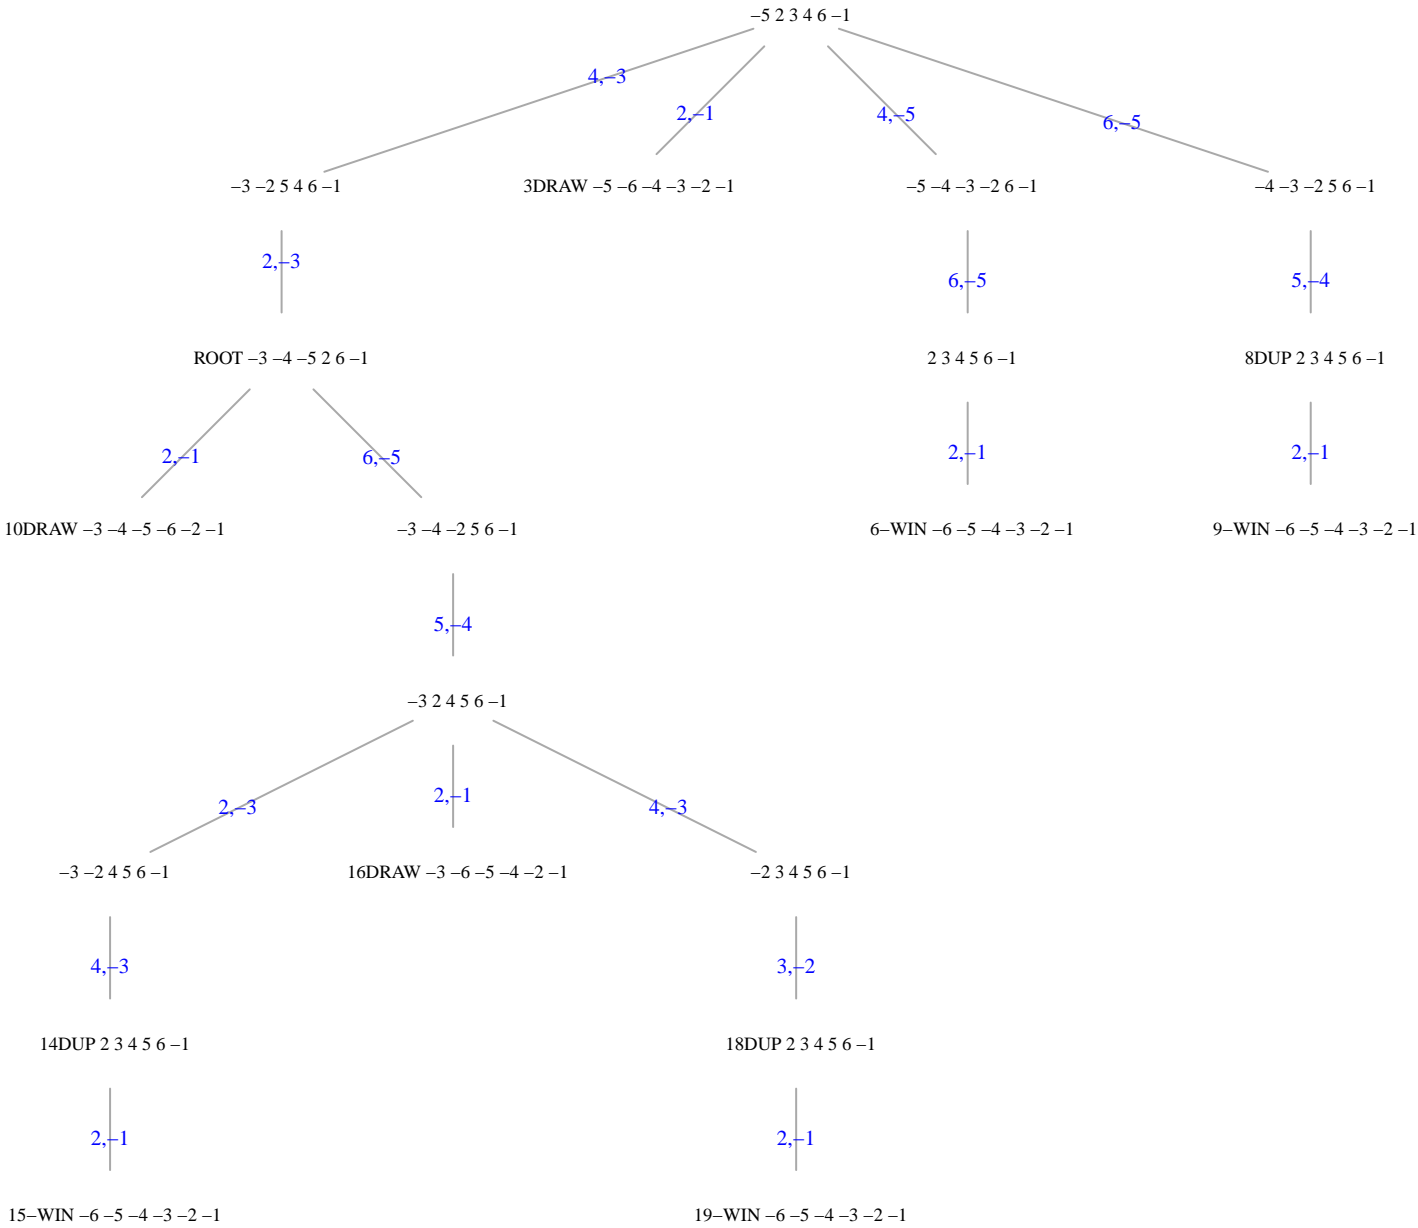 –5 2 3 4 6 –1
4,–3
2,–1
4,–5
6,–5
–3 –2 5 4 6 –1
3DRAW –5 –6 –4 –3 –2 –1
–5 –4 –3 –2 6 –1
–4 –3 –2 5 6 –1
2,–3
6,–5
5,–4
ROOT –3 –4 –5 2 6 –1
2 3 4 5 6 –1
8DUP 2 3 4 5 6 –1
2,–1
6,–5
2,–1
2,–1
10DRAW –3 –4 –5 –6 –2 –1
–3 –4 –2 5 6 –1
6–WIN –6 –5 –4 –3 –2 –1
9–WIN –6 –5 –4 –3 –2 –1
5,–4
–3 2 4 5 6 –1
2,–3
2,–1
4,–3
–3 –2 4 5 6 –1
16DRAW –3 –6 –5 –4 –2 –1
–2 3 4 5 6 –1
4,–3
3,–2
14DUP 2 3 4 5 6 –1
18DUP 2 3 4 5 6 –1
2,–1
2,–1
15–WIN –6 –5 –4 –3 –2 –1
19–WIN –6 –5 –4 –3 –2 –1